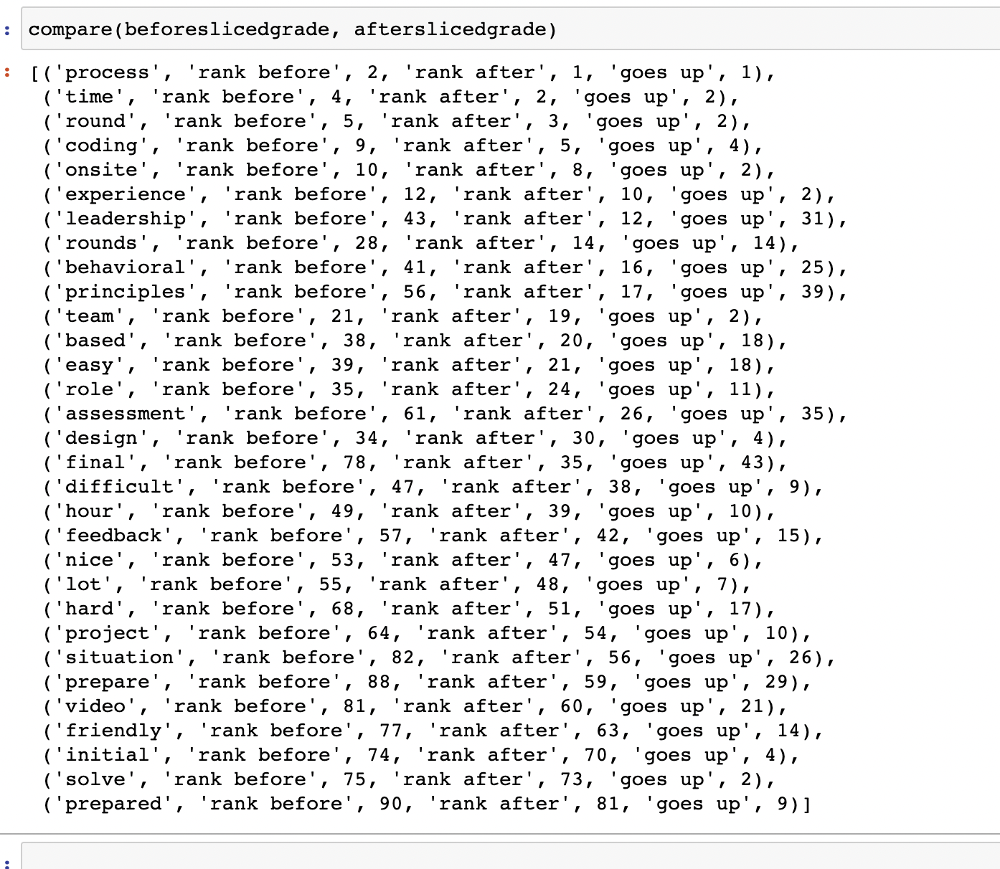 : compare(beforeslicedgrade, afterslicedgrade)
: [('process', 'rank before', 2, 'rank after', 1, 'goes up', 1),
('time', 'rank before', 4, 'rank after', 2, 'goes up', 2),
('round', 'rank before', 5, 'rank after', 3, 'goes up', 2),
('coding', 'rank before', 9, 'rank after', 5, 'goes up', 4),
('onsite', 'rank before', 10, 'rank after', 8, 'goes up', 2),
('experience', 'rank before', 12, 'rank after', 10, 'goes up', 2),
('leadership', 'rank before', 43, 'rank after', 12, 'goes up', 31),
('rounds', 'rank before', 28, 'rank after', 14, 'goes up', 14),
('behavioral', 'rank before', 41, 'rank after', 16, 'goes up', 25),
('principles', 'rank before', 56, 'rank after', 17, 'goes up', 39),
('team', 'rank before', 21, 'rank after', 19, 'goes up', 2),
('based', 'rank before', 38, 'rank after', 20, 'goes up', 18),
('easy', 'rank before', 39, 'rank after', 21, 'goes up', 18),
('role', 'rank before', 35, 'rank after', 24, 'goes up', 11),
('assessment', 'rank before', 61, 'rank after', 26, 'goes up', 35),
('design', 'rank before', 34, 'rank after', 30, 'goes up', 4),
('final', 'rank before', 78, 'rank after', 35, 'goes up', 43),
('difficult', 'rank before', 47, 'rank after', 38, 'goes up', 9),
('hour', 'rank before', 49, 'rank after', 39, 'goes up', 10),
('feedback', 'rank before', 57, 'rank after', 42, 'goes up', 15),
('nice', 'rank before', 53, 'rank after', 47, 'goes up', 6),
('lot', 'rank before', 55, 'rank after', 48, 'goes up', 7),
('hard', 'rank before', 68, 'rank after', 51, 'goes up', 17),
('project', 'rank before', 64, 'rank after', 54, 'goes up', 10),
('situation', 'rank before', 82, 'rank after', 56, 'goes up', 26),
('prepare', 'rank before', 88, 'rank after', 59, 'goes up', 29),
('video', 'rank before', 81, 'rank after', 60, 'goes up', 21),
('friendly', 'rank before', 77, 'rank after', 63, 'goes up', 14),
('initial', 'rank before', 74, 'rank after', 70, 'goes up', 4),
('solve', 'rank before', 75, 'rank after', 73, 'goes up', 2),
('prepared', 'rank before', 90, 'rank after', 81, 'goes up', 9)]
: